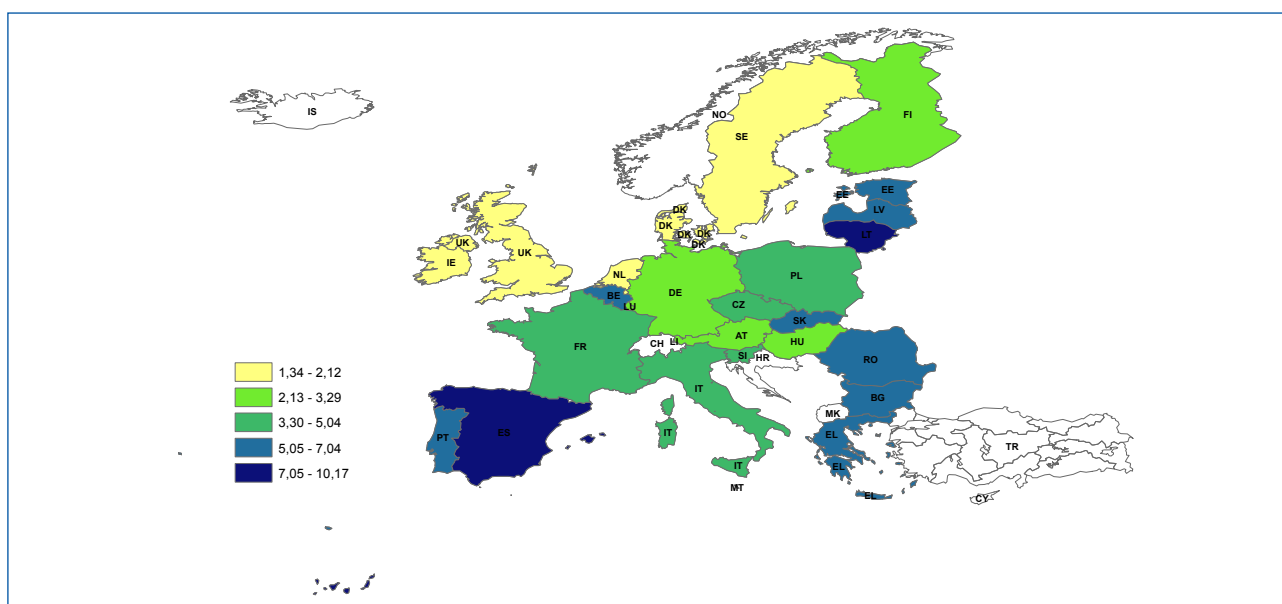 IS
NO
SE
FI
EE
EE
LV
LT
DK
DK
DK
DK
DK
UK
UK
IE
NL
BE
LU
DE
PL
CZ
SK
AT
HU
CH
LI
SI
HR
FR
IT
IT
IT
RO
BG
MK
PT
ES
EL
EL
EL
TR
CY
MT
1,34 - 2,12
2,13 - 3,29
3,30 - 5,04
5,05 - 7,04
7,05 - 10,17